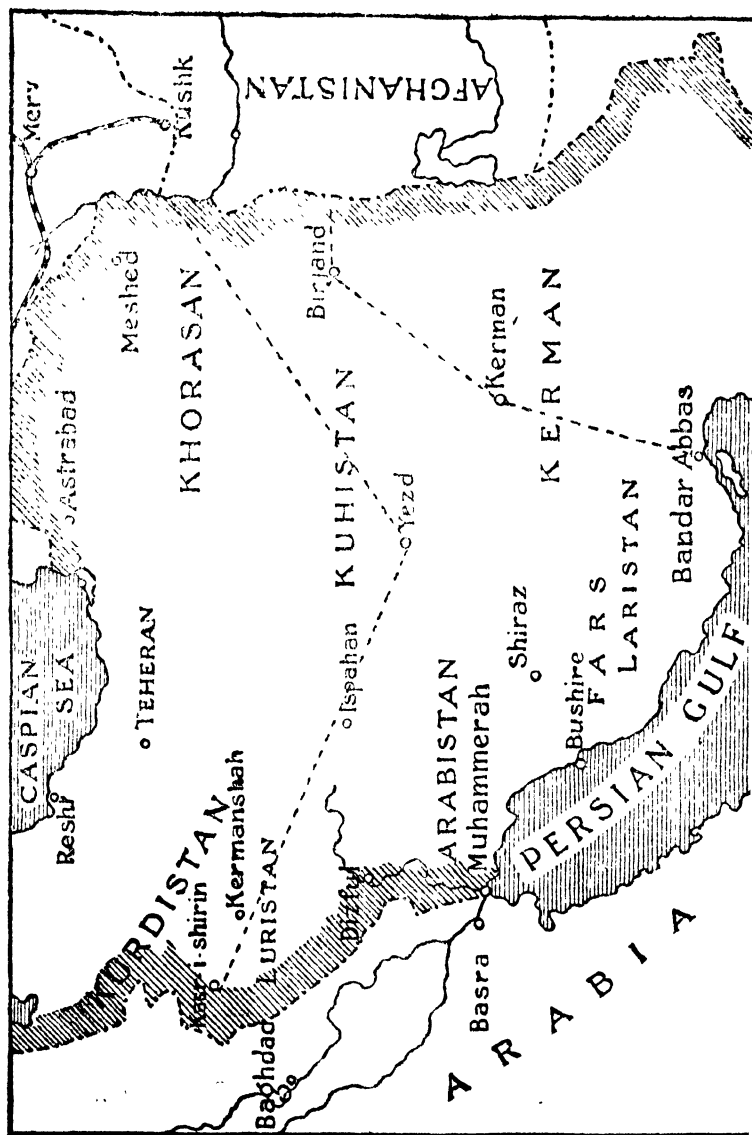 Merv
Kushk
AFGHANISTAN
CASPIAN
SEA
Resht
Astrabad
Meshed
TEHERAN
KHORASAN
KURDISTAN
Kasr-i-shirin
Kermanshah
LURISTAN
Baghdad
Birjand
KUHISTAN
Ispahan
Yezd
Dizful
ARABISTAN
Muhammerah
Basra
Kerman
KERMAN
Shiraz
Bushire
FARS
LARISTAN
Bandar Abbas
PERSIAN GULF
ARABIA